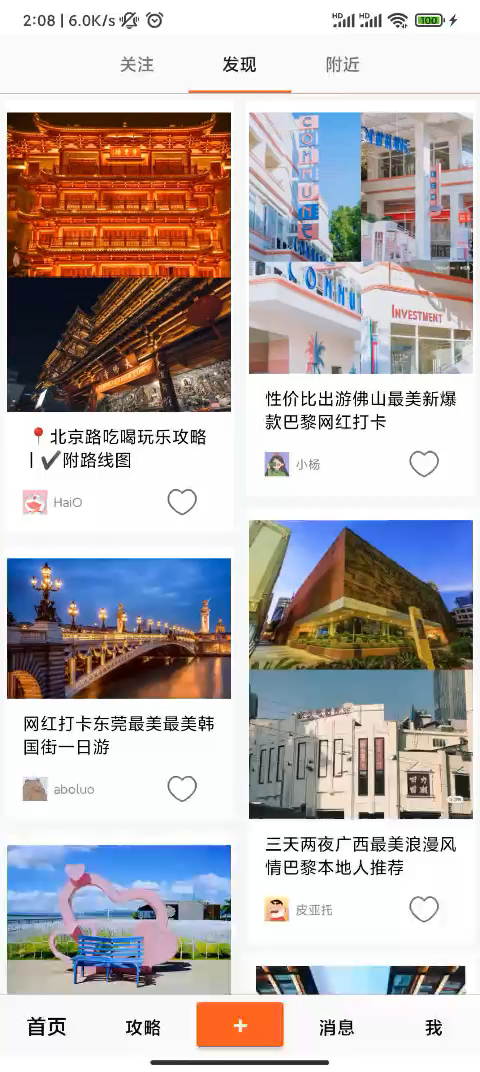 2:08 | 6.0K/s
HD HD 100
关注 发现 附近
📍北京路吃喝玩乐攻略
| ✔附路线图
HaiO
网红打卡东莞最美最美韩
国街一日游
aboluo
COMMUNE
INVESTMENT
性价比出游佛山最美新爆
款巴黎网红打卡
小杨
三天两夜广西最美浪漫风
情巴黎本地人推荐
皮亚托
首页 攻略 + 消息 我